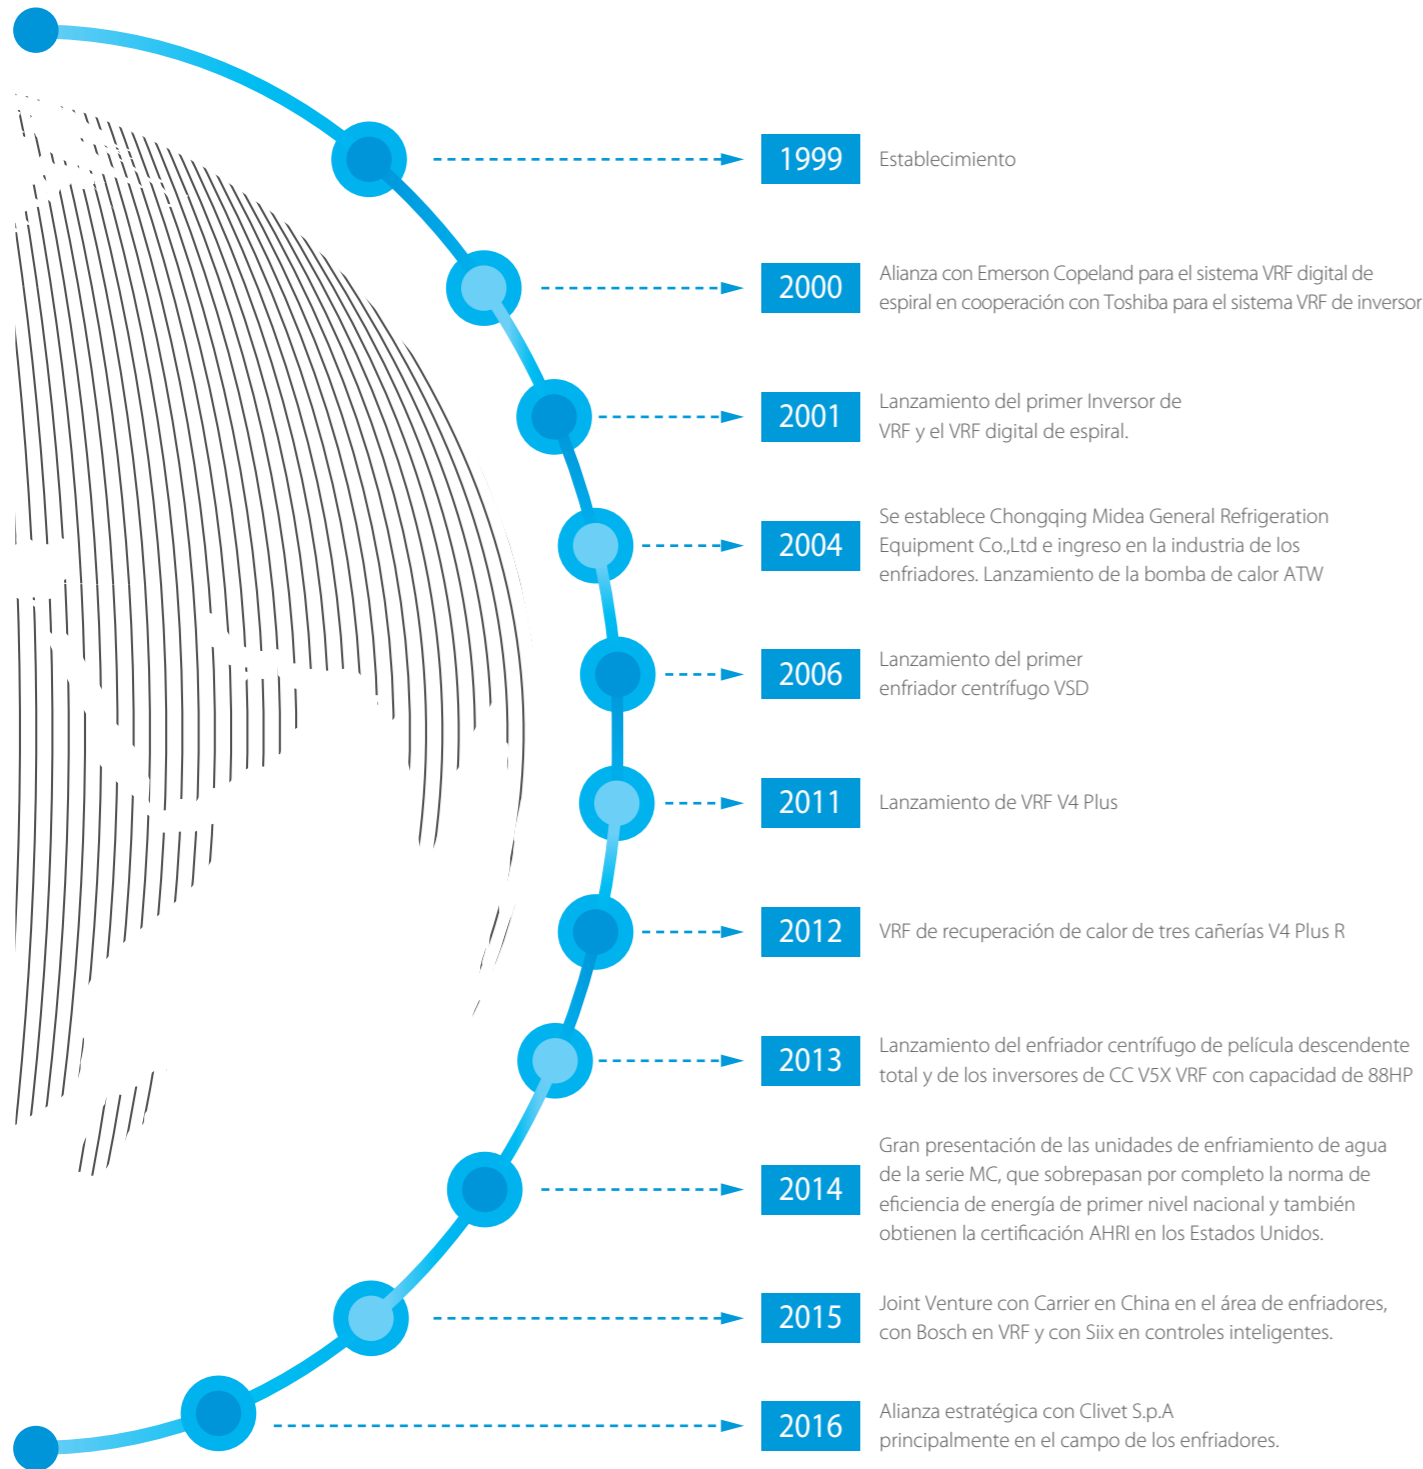 1999
Establecimiento
2000
Alianza con Emerson Copeland para el sistema VRF digital de
espiral en cooperación con Toshiba para el sistema VRF de inversor
2001
Lanzamiento del primer Inversor de
VRF y el VRF digital de espiral.
2004
Se establece Chongqing Midea General Refrigeration
Equipment Co.,Ltd e ingreso en la industria de los
enfriadores. Lanzamiento de la bomba de calor ATW
2006
Lanzamiento del primer
enfriador centrífugo VSD
2011
Lanzamiento de VRF V4 Plus
2012
VRF de recuperación de calor de tres cañerías V4 Plus R
2013
Lanzamiento del enfriador centrífugo de película descendente
total y de los inversores de CC V5X VRF con capacidad de 88HP
2014
Gran presentación de las unidades de enfriamiento de agua
de la serie MC, que sobrepasan por completo la norma de
eficiencia de energía de primer nivel nacional y también
obtienen la certificación AHRI en los Estados Unidos.
2015
Joint Venture con Carrier en China en el área de enfriadores,
con Bosch en VRF y con Siix en controles inteligentes.
2016
Alianza estratégica con Clivet S.p.A
principalmente en el campo de los enfriadores.